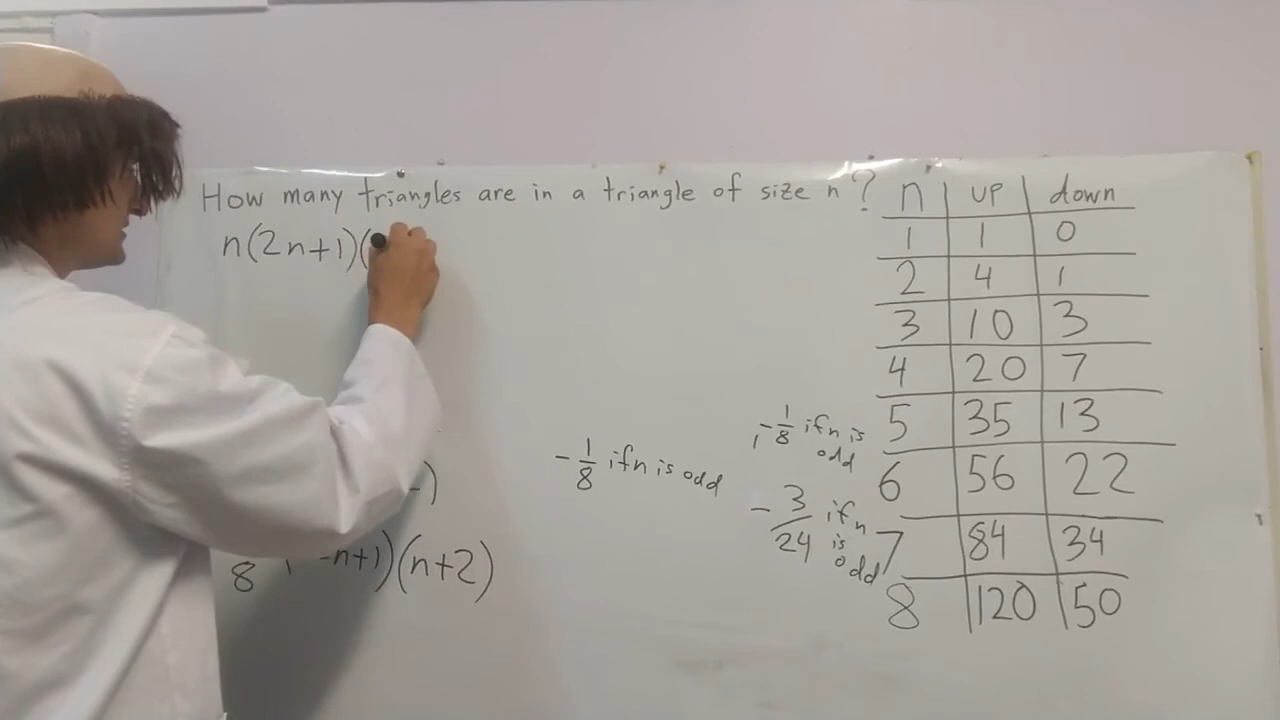 How many triangles are in a triangle of size n?
n(2n+1)(
- 1/8 if n is odd
8 -n+1)(n+2)
, - 1/8 if n is odd
- 3/24 if n is odd
n up down
1 1 0
2 4 1
3 10 3
4 20 7
5 35 13
6 56 22
7 84 34
8 120 50